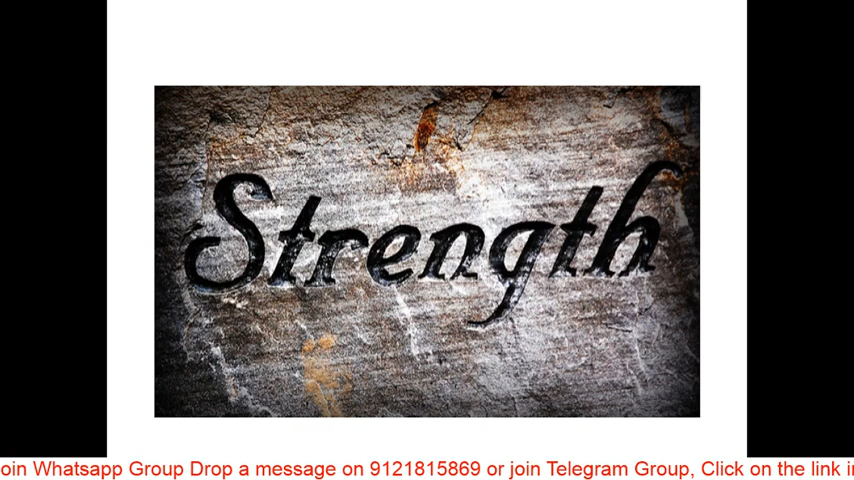 Strength
oin Whatsapp Group Drop a message on 9121815869 or join Telegram Group, Click on the link i